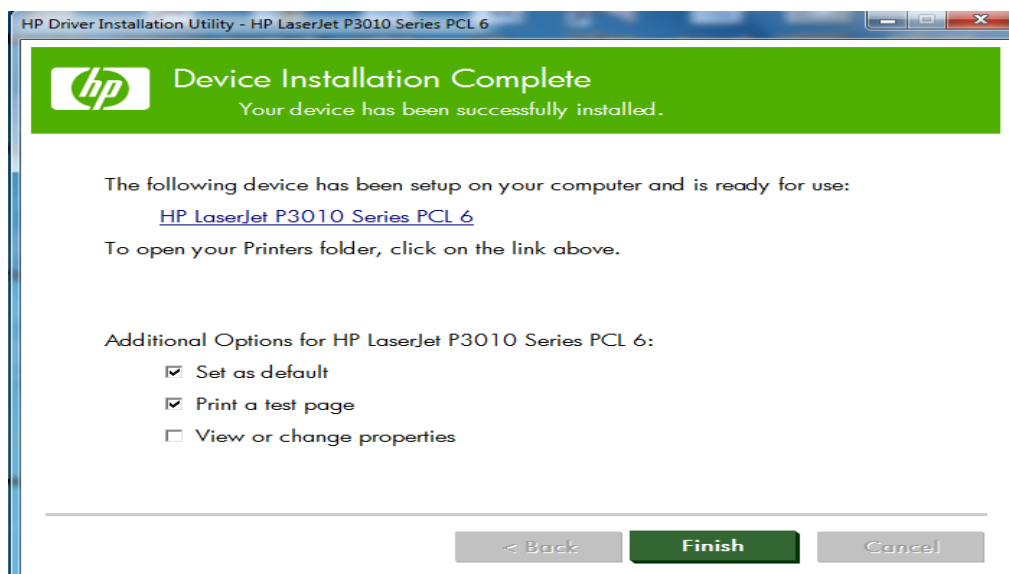 HP Driver Installation Utility - HP LaserJet P3010 Series PCL 6
hp
Device Installation Complete
Your device has been successfully installed.
The following device has been setup on your computer and is ready for use:
HP LaserJet P3010 Series PCL 6
To open your Printers folder, click on the link above.
Additional Options for HP LaserJet P3010 Series PCL 6:
Set as default
Print a test page
View or change properties
< Back
Finish
Cancel